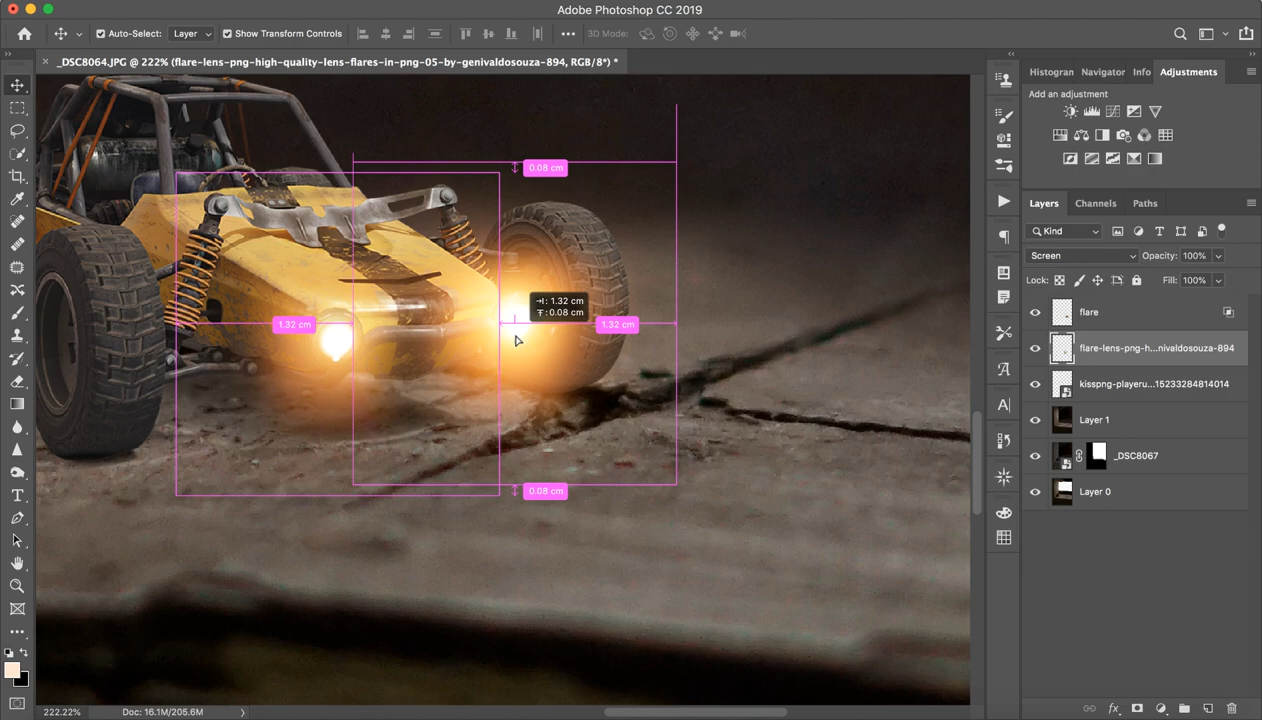 Adobe Photoshop CC 2019
Auto-Select:
Layer
Show Transform Controls
3D Mode:
_DSC8064.JPG @ 222% (flare-lens-png-high-quality-lens-flares-in-png-05-by-genivaldosouza-894, RGB/8*) *
Histogran
Navigator
Info
Adjustments
Add an adjustment
Layers
Channels
Paths
Kind
Screen
Opacity: 100%
Lock:
Fill: 100%
flare
flare-lens-png-h...nivaldosouza-894
kisspng-playeru...15233284814014
Layer 1
_DSC8067
Layer 0
0.08 cm
1.32 cm
: 1.32 cm
: 0.08 cm
1.32 cm
0.08 cm
222.22%
Doc: 16.1M/205.6M